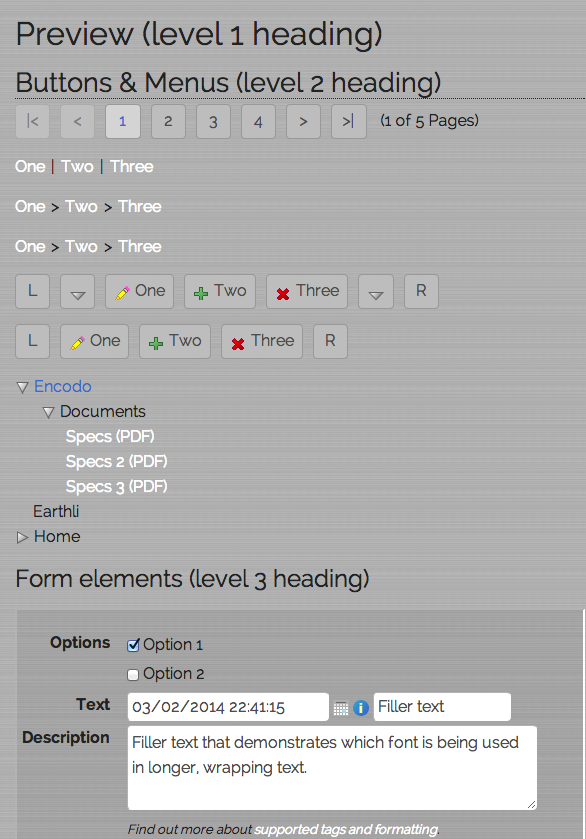 Preview (level 1 heading)
Buttons & Menus (level 2 heading)
|< < 1 2 3 4 > >| (1 of 5 Pages)
One | Two | Three
One > Two > Three
One > Two > Three
L One Two Three R
L One Two Three R
Encodo
Documents
Specs (PDF)
Specs 2 (PDF)
Specs 3 (PDF)
Earthli
Home
Form elements (level 3 heading)
Options Option 1
Option 2
Text 03/02/2014 22:41:15 i Filler text
Description Filler text that demonstrates which font is being used
in longer, wrapping text.
Find out more about supported tags and formatting.